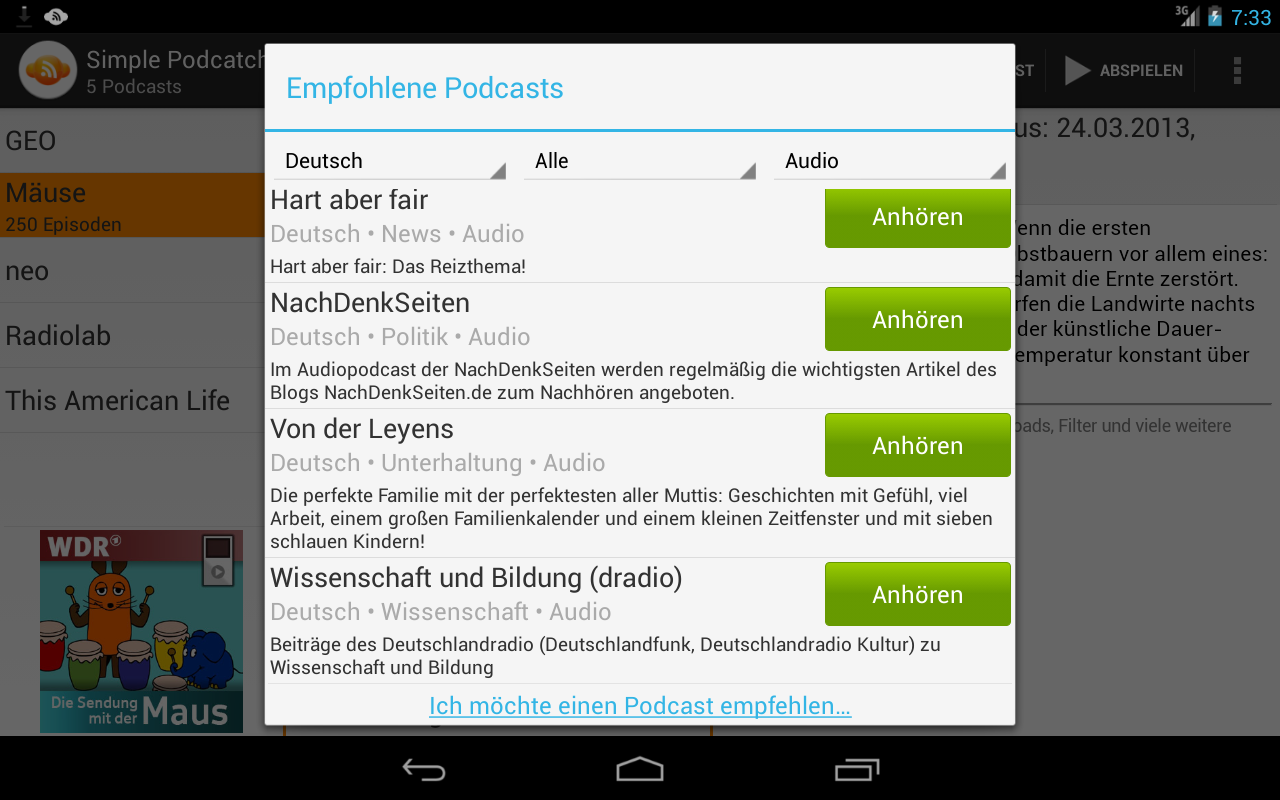 3G
7:33
Simple Podcatch
5 Podcasts
ST
ABSPIELEN
GEO
Mäuse
250 Episoden
neo
Radiolab
This American Life
WDR
Die Sendung
mit der Maus
Empfohlene Podcasts
Deutsch
Alle
Audio
Hart aber fair
Anhören
Deutsch • News • Audio
Hart aber fair: Das Reizthema!
NachDenkSeiten
Anhören
Deutsch • Politik • Audio
Im Audiopodcast der NachDenkSeiten werden regelmäßig die wichtigsten Artikel des
Blogs NachDenkSeiten.de zum Nachhören angeboten.
Von der Leyens
Anhören
Deutsch • Unterhaltung • Audio
Die perfekte Familie mit der perfektesten aller Muttis: Geschichten mit Gefühl, viel
Arbeit, einem großen Familienkalender und einem kleinen Zeitfenster und mit sieben
schlauen Kindern!
Wissenschaft und Bildung (dradio)
Anhören
Deutsch • Wissenschaft • Audio
Beiträge des Deutschlandradio (Deutschlandfunk, Deutschlandradio Kultur) zu
Wissenschaft und Bildung
Ich möchte einen Podcast empfehlen...
us: 24.03.2013,
enn die ersten
bstbauern vor allem eines:
damit die Ernte zerstört.
rfen die Landwirte nachts
der künstliche Dauer-
emperatur konstant über
oads, Filter und viele weitere